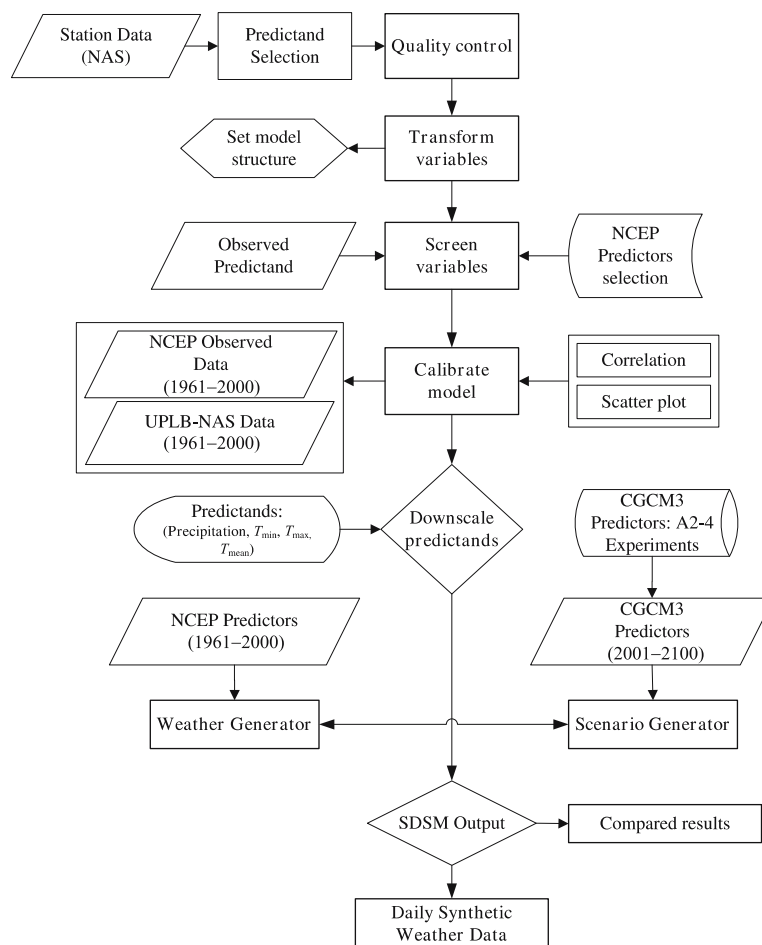 Station Data
(NAS)
Predictand
Selection
Quality control
Set model
structure
Transform
variables
Observed
Predictand
Screen
variables
NCEP
Predictors
selection
NCEP Observed
Data
(1961–2000)
UPLB-NAS Data
(1961–2000)
Calibrate
model
Correlation
Scatter plot
Predictands:
(Precipitation, Tmin, Tmax,
Tmean)
Downscale
predictands
CGCM3
Predictors: A2-4
Experiments
NCEP Predictors
(1961–2000)
CGCM3
Predictors
(2001–2100)
Weather Generator
Scenario Generator
SDSM Output
Compared results
Daily Synthetic
Weather Data